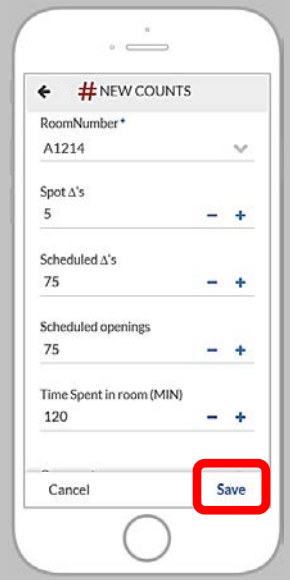 # NEW COUNTS
RoomNumber*
A1214
Spot Δ's
5
Scheduled Δ's
75
Scheduled openings
75
Time Spent in room (MIN)
120
Cancel
Save